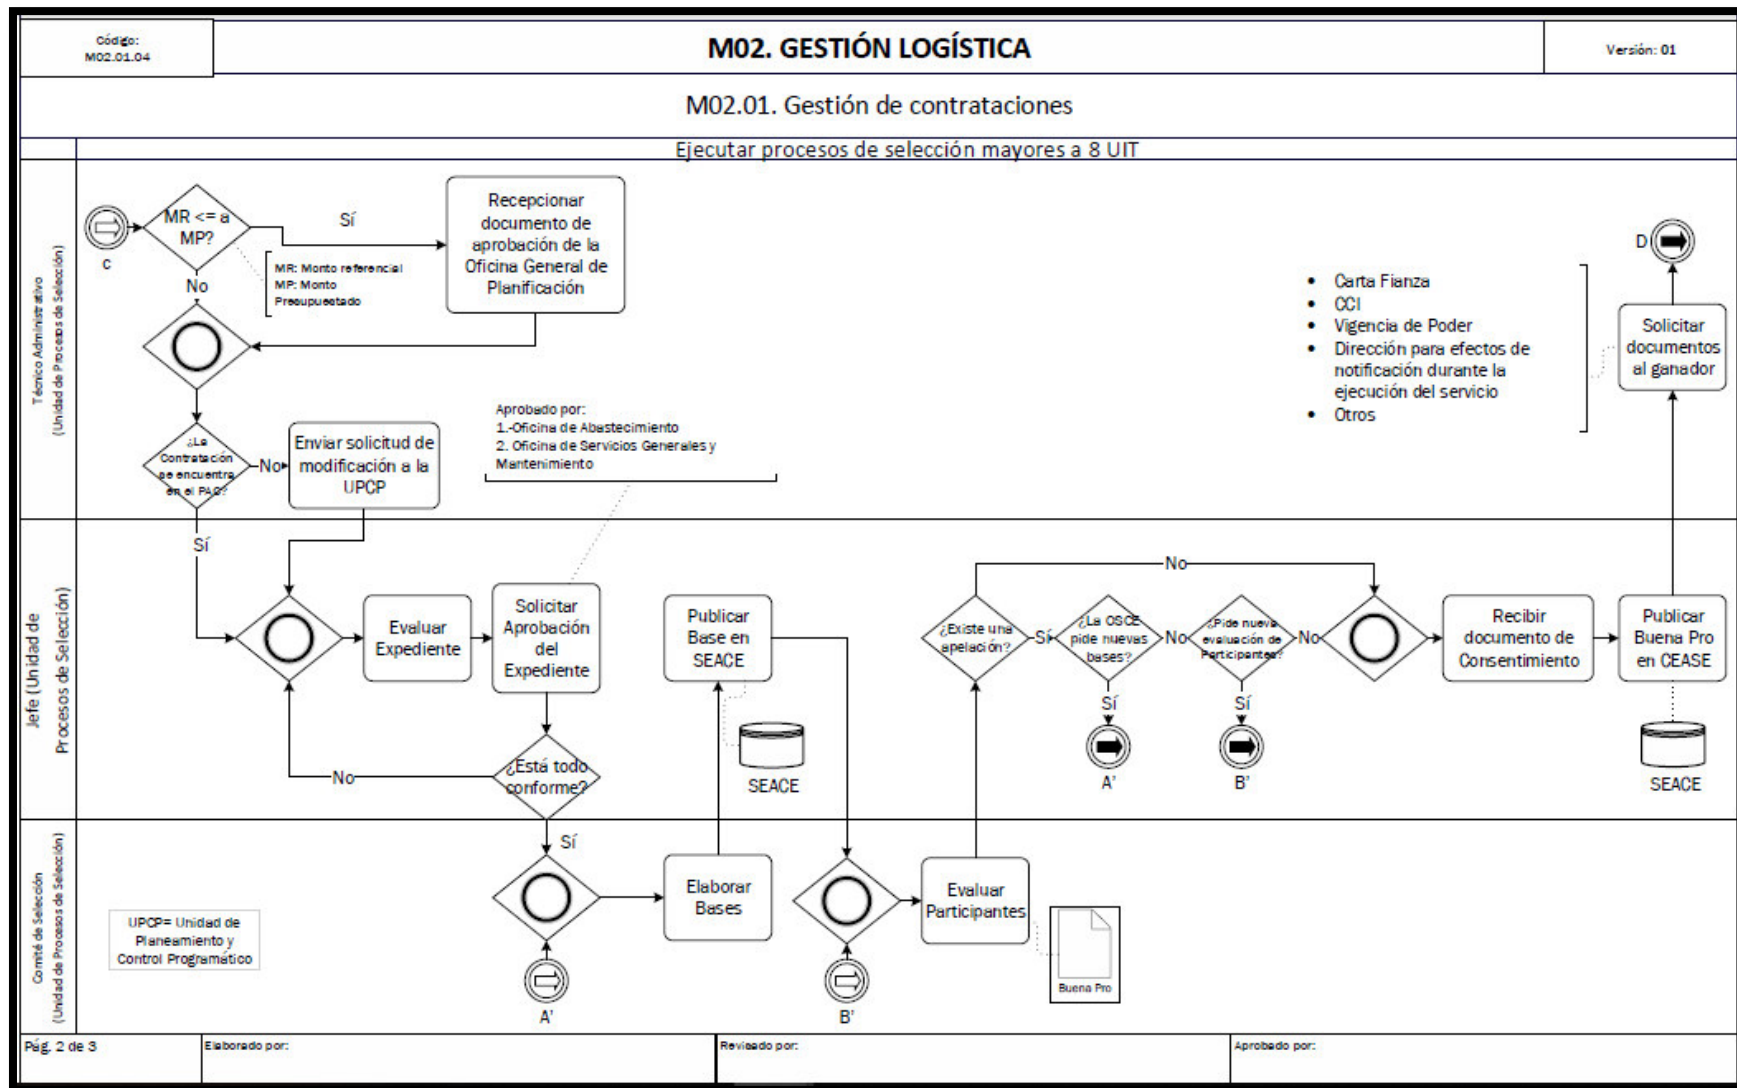 Código:
M02.01.04
M02. GESTIÓN LOGÍSTICA
Versión: 01
M02.01. Gestión de contrataciones
Ejecutar procesos de selección mayores a 8 UIT
Técnico Administrativo
(Unidad de Procesos de Selección)
C
MR <= a
MP?
Sí
No
MR: Monto referencial
MP: Monto
Presupuestado
Recepcionar
documento de
aprobación de la
Oficina General de
Planificación
¿La
Contratación
se encuentra
en el PAC?
No
Enviar solicitud de
modificación a la
UPCP
Aprobado por:
1.-Oficina de Abastecimiento
2. Oficina de Servicios Generales y
Mantenimiento
• Carta Fianza
• CCI
• Vigencia de Poder
• Dirección para efectos de
notificación durante la
ejecución del servicio
• Otros
D
Solicitar
documentos
al ganador
Jefe (Unidad de
Procesos de Selección)
Sí
Evaluar
Expediente
Solicitar
Aprobación
del
Expediente
¿Está todo
conforme?
No
Publicar
Base en
SEACE
SEACE
¿Existe una
apelación?
No
Sí
¿La OSCE
pide nuevas
bases?
No
Sí
A'
¿Pide nueva
evaluación de
Participantes?
No
Sí
B'
Recibir
documento de
Consentimiento
Publicar
Buena Pro
en CEASE
SEACE
Comité de Selección
(Unidad de Procesos de Selección)
UPCP= Unidad de
Planeamiento y
Control Programático
Sí
A'
Elaborar
Bases
B'
Evaluar
Participantes
Buena Pro
Pág. 2 de 3
Elaborado por:
Revisado por:
Aprobado por: